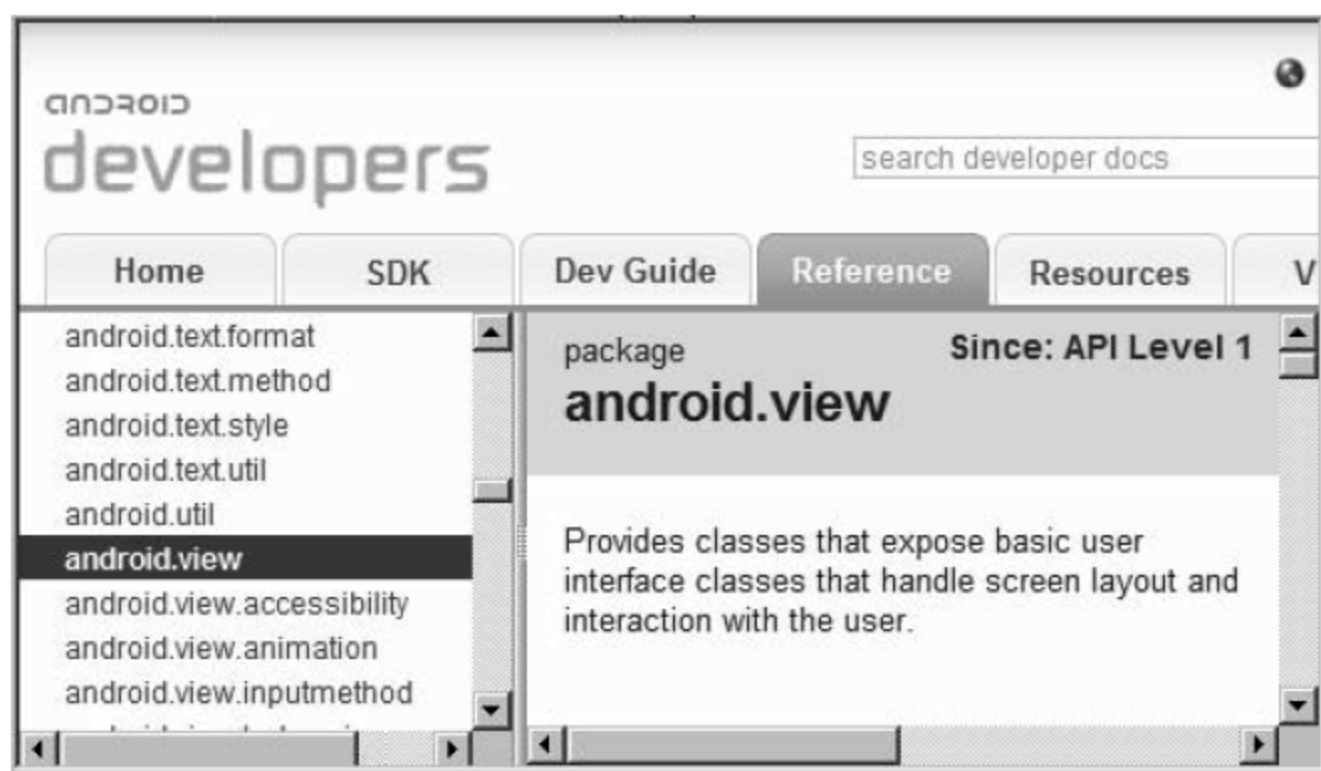 android
developers
search developer docs
Home
SDK
Dev Guide
Reference
Resources
V
android.text.format
android.text.method
android.text.style
android.text.util
android.util
android.view
android.view.accessibility
android.view.animation
android.view.inputmethod
package
Since: API Level 1
android.view
Provides classes that expose basic user
interface classes that handle screen layout and
interaction with the user.